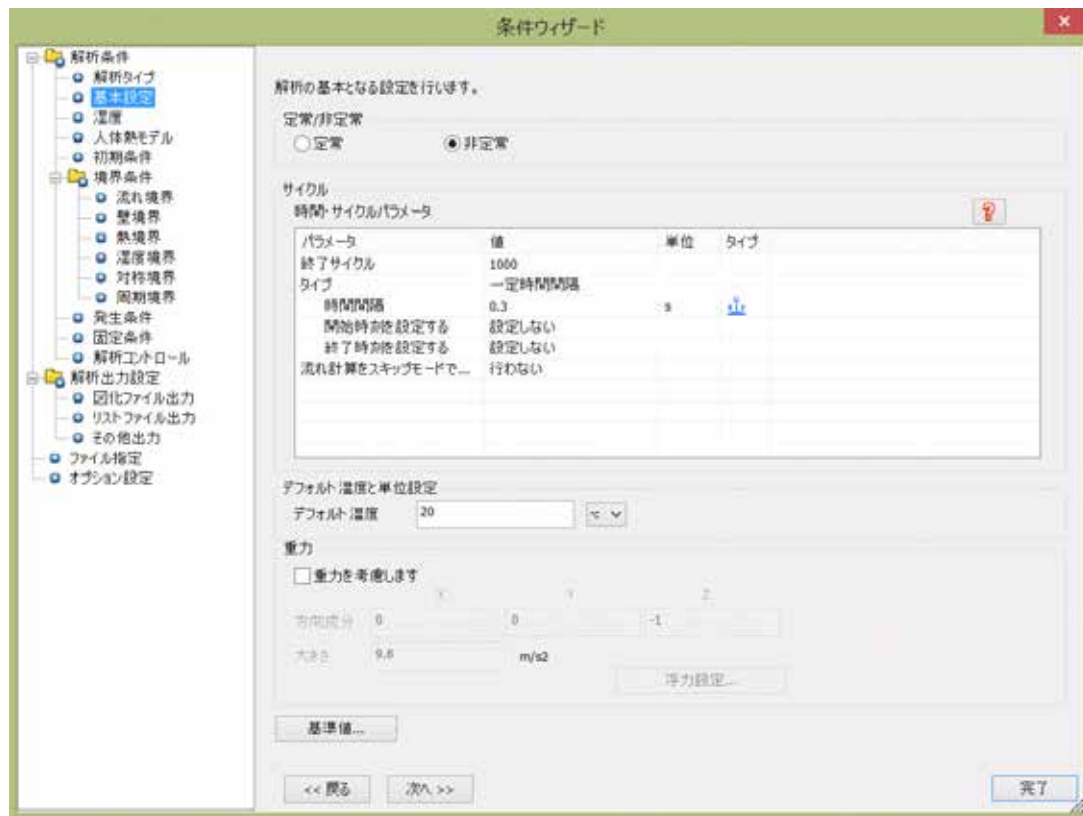 条件ウィザード
解析条件
解析タイプ
基本設定
湿度
人体熱モデル
初期条件
境界条件
流れ境界
壁境界
熱境界
湿度境界
対称境界
周期境界
発生条件
固定条件
解析コントロール
解析出力設定
図化ファイル出力
リストファイル出力
その他出力
ファイル指定
オプション設定
解析の基本となる設定を行います。
定常/非定常
定常 非定常
サイクル
時間・サイクルパラメータ
パラメータ 値 単位 タイプ
終了サイクル 1000
タイプ 一定時間間隔
時間間隔 0.3 s
開始時刻を設定する 設定しない
終了時刻を設定する 設定しない
流れ計算をスキップモードで... 行わない
デフォルト温度と単位設定
デフォルト温度 20 ℃
重力
重力を考慮します
X Y Z
方向成分 0 0 -1
大きさ 9.8 m/s2
浮力設定...
基準値...
<< 戻る 次へ >> 完了